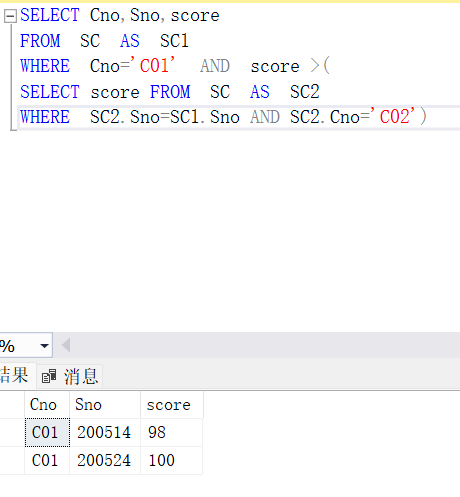 SELECT Cno,Sno,score
FROM SC AS SC1
WHERE Cno='C01' AND score >(
SELECT score FROM SC AS SC2
WHERE SC2.Sno=SC1.Sno AND SC2.Cno='C02')
%
结果 消息
Cno Sno score
C01 200514 98
C01 200524 100